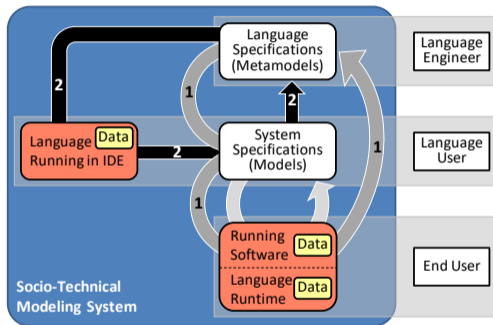 Language
Specifications
(Metamodels)
Language
Engineer
2
1
2
Language
Running in IDE
Data
2
System
Specifications
(Models)
1
Language
User
1
Running
Software
Data
Language
Runtime
Data
End User
Socio-Technical
Modeling System